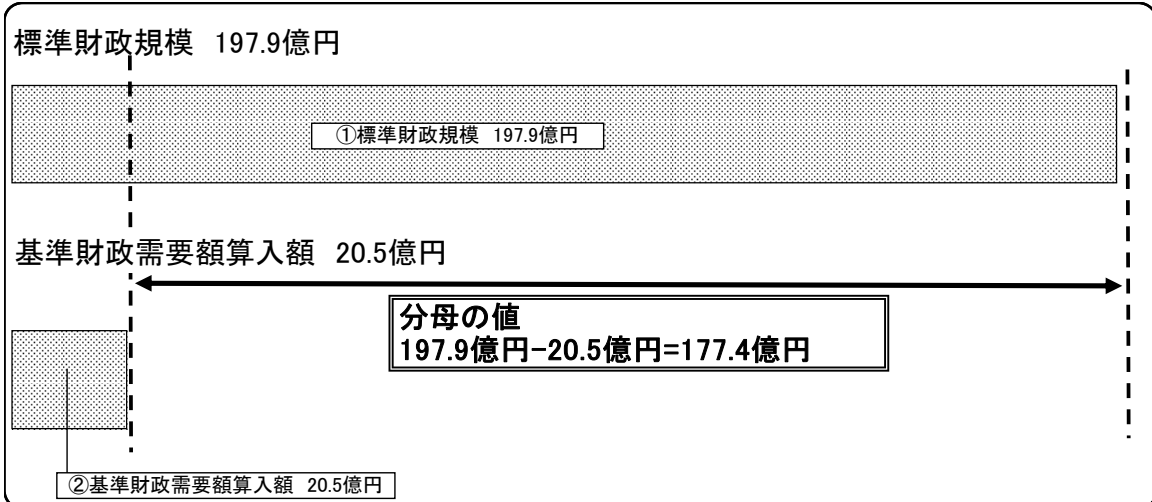 標準財政規模 197.9億円
①標準財政規模 197.9億円
基準財政需要額算入額 20.5億円
分母の値
197.9億円-20.5億円=177.4億円
②基準財政需要額算入額 20.5億円